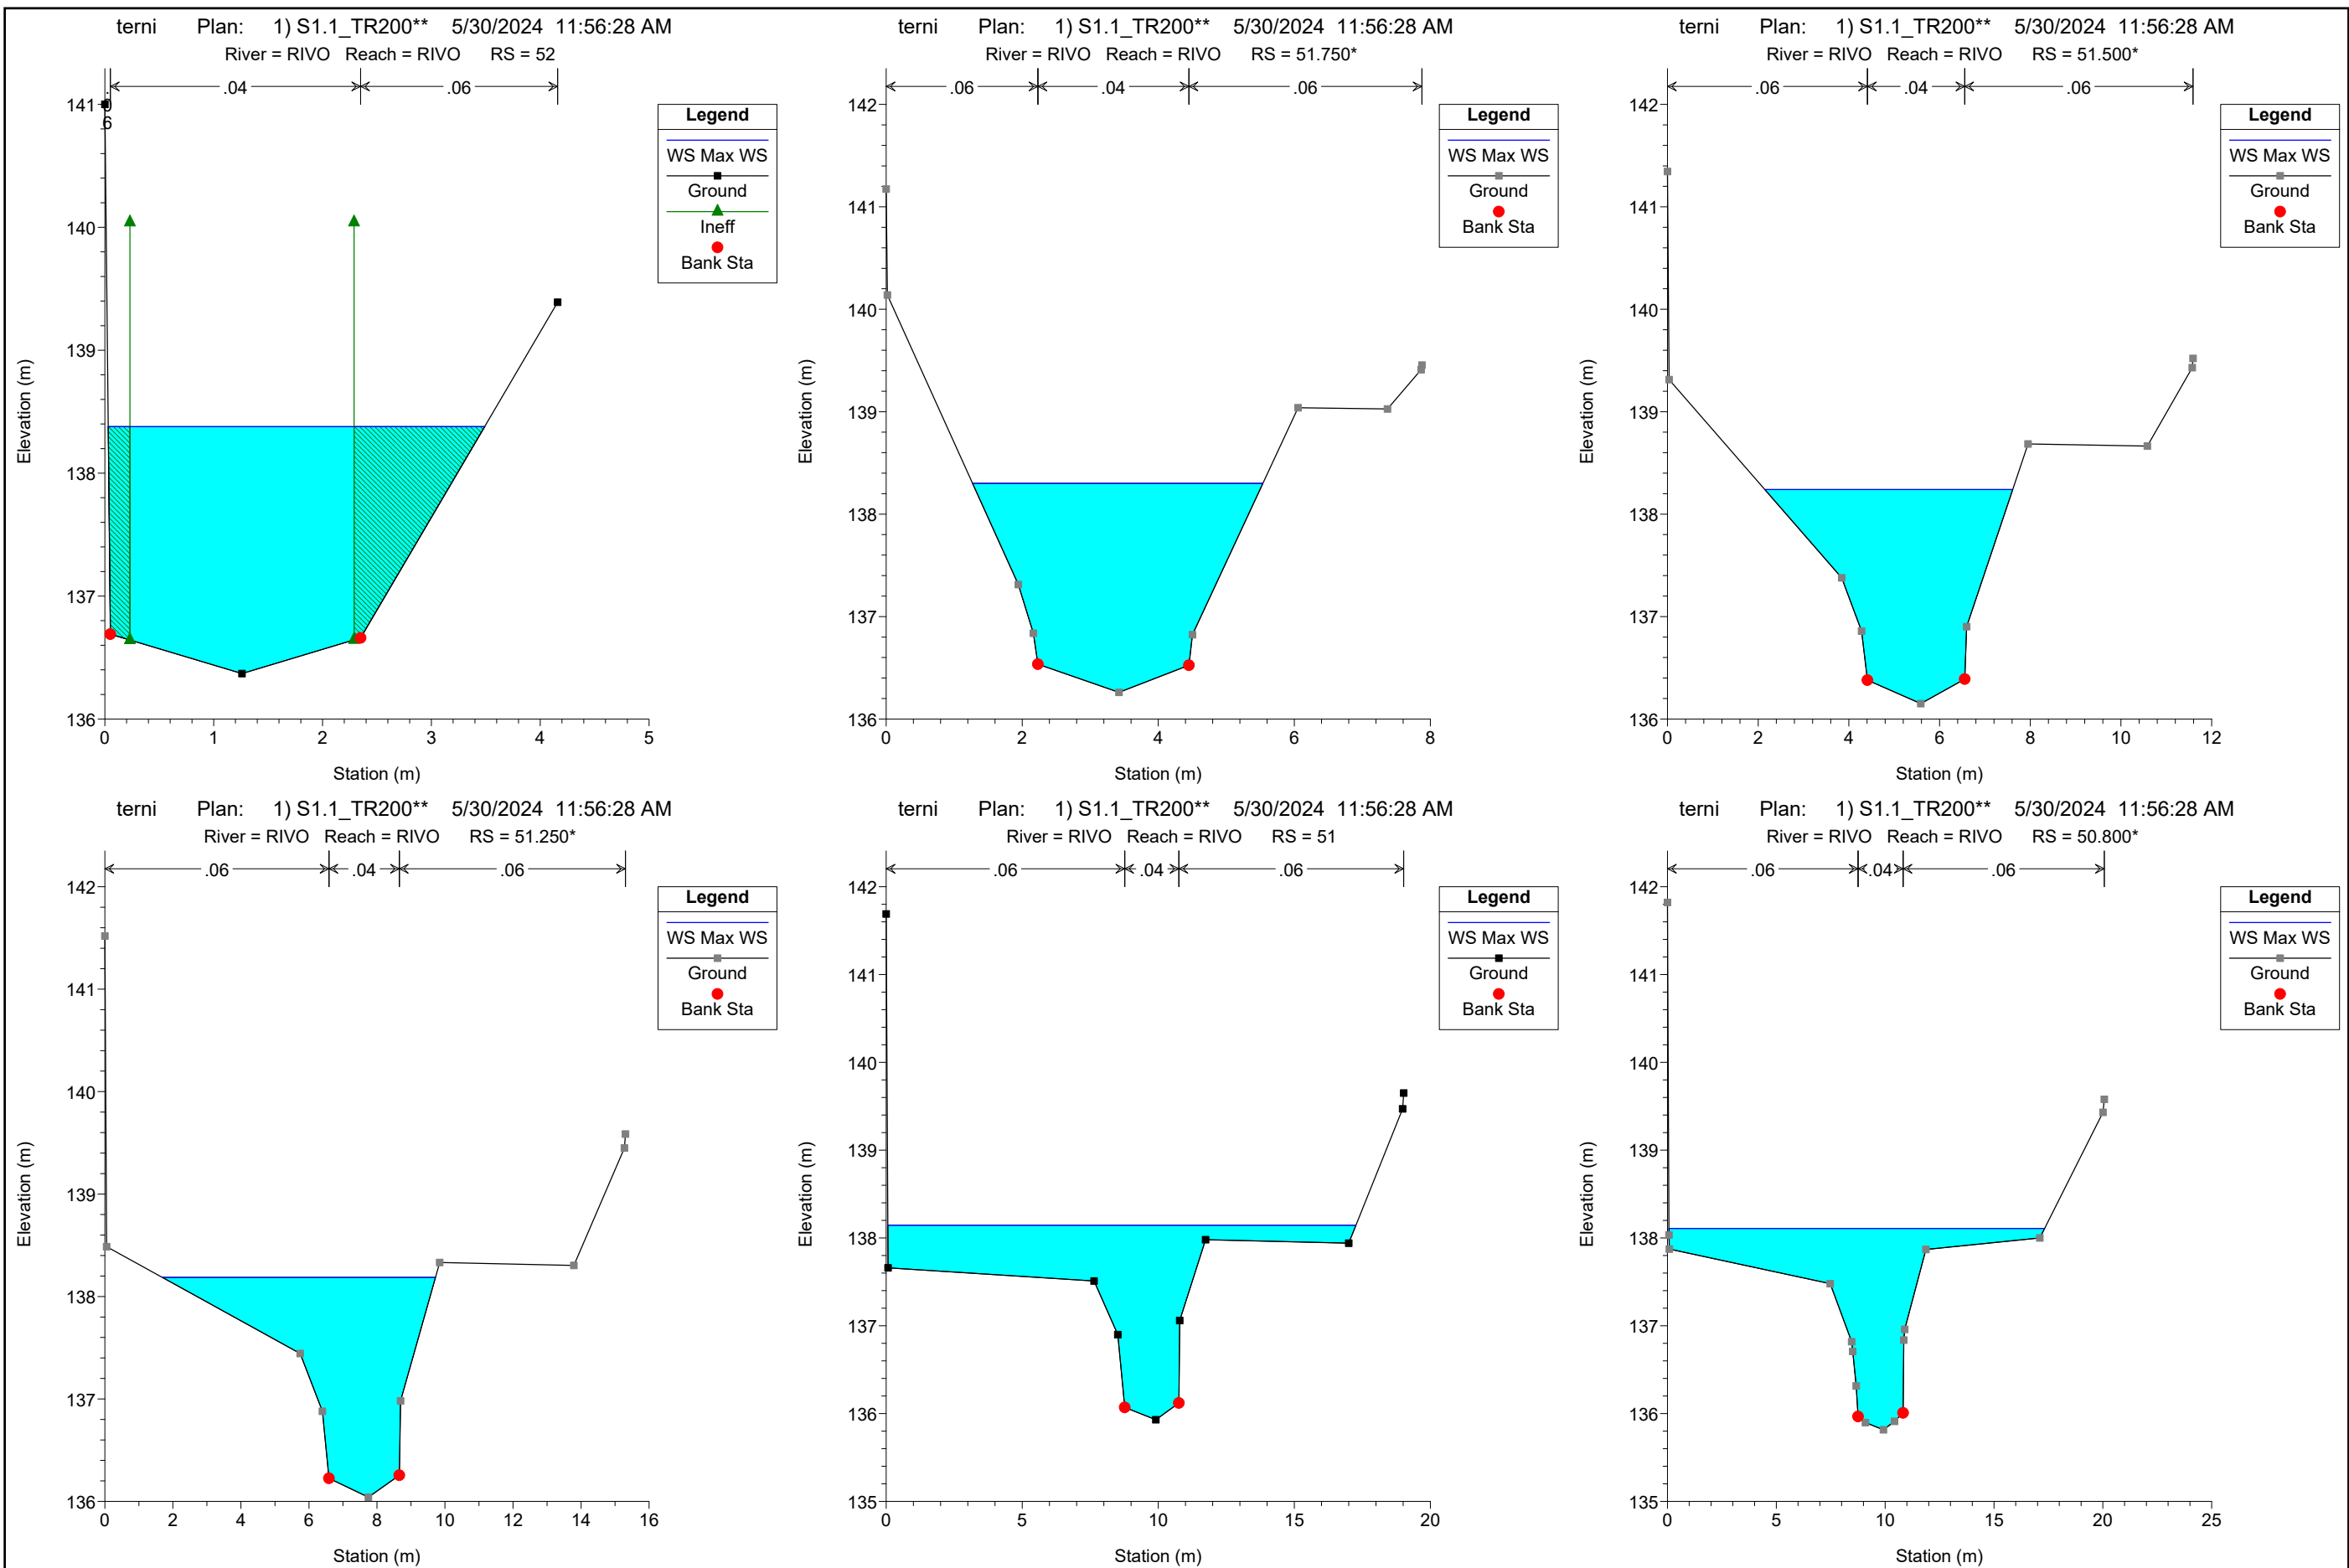 terni Plan: 1) S1.1_TR200** 5/30/2024 11:56:28 AM
River = RIVO Reach = RIVO RS = 52
.06
.04
.06
Elevation (m)
141
140
139
138
137
136
0 1 2 3 4 5
Station (m)
Legend
WS Max WS
Ground
Ineff
Bank Sta
terni Plan: 1) S1.1_TR200** 5/30/2024 11:56:28 AM
River = RIVO Reach = RIVO RS = 51.750*
.06 .04 .06
Elevation (m)
142
141
140
139
138
137
136
0 2 4 6 8
Station (m)
Legend
WS Max WS
Ground
Bank Sta
terni Plan: 1) S1.1_TR200** 5/30/2024 11:56:28 AM
River = RIVO Reach = RIVO RS = 51.500*
.06 .04 .06
Elevation (m)
142
141
140
139
138
137
136
0 2 4 6 8 10 12
Station (m)
Legend
WS Max WS
Ground
Bank Sta
terni Plan: 1) S1.1_TR200** 5/30/2024 11:56:28 AM
River = RIVO Reach = RIVO RS = 51.250*
.06 .04 .06
Elevation (m)
142
141
140
139
138
137
136
0 2 4 6 8 10 12 14 16
Station (m)
Legend
WS Max WS
Ground
Bank Sta
terni Plan: 1) S1.1_TR200** 5/30/2024 11:56:28 AM
River = RIVO Reach = RIVO RS = 51
.06 .04 .06
Elevation (m)
142
141
140
139
138
137
136
135
0 5 10 15 20
Station (m)
Legend
WS Max WS
Ground
Bank Sta
terni Plan: 1) S1.1_TR200** 5/30/2024 11:56:28 AM
River = RIVO Reach = RIVO RS = 50.800*
.06 .04 .06
Elevation (m)
142
141
140
139
138
137
136
135
0 5 10 15 20 25
Station (m)
Legend
WS Max WS
Ground
Bank Sta